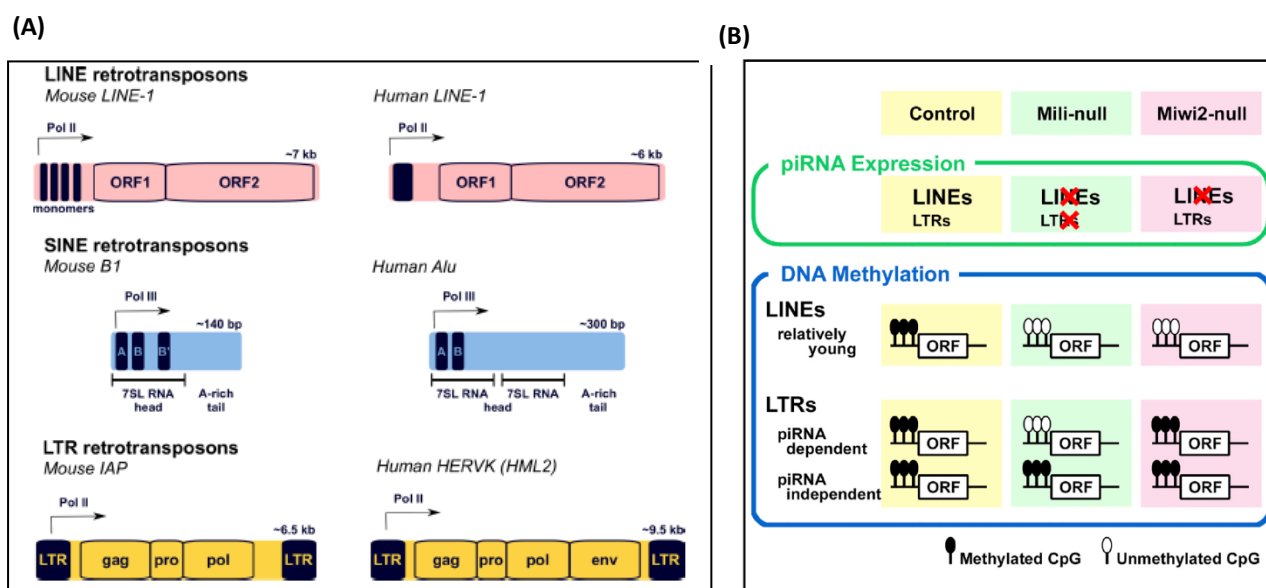 (A)
LINE retrotransposons
Mouse LINE-1
Human LINE-1
Pol II
~7 kb
ORF1
ORF2
monomers
Pol II
~6 kb
ORF1
ORF2
SINE retrotransposons
Mouse B1
Human Alu
Pol III
~140 bp
A B B'
7SL RNA
head
A-rich
tail
Pol III
~300 bp
A B
7SL RNA
7SL RNA
head
A-rich
tail
LTR retrotransposons
Mouse IAP
Human HERVK (HML2)
Pol II
~6.5 kb
LTR gag pro pol LTR
Pol II
~9.5 kb
LTR gag pro pol env LTR
(B)
Control Mili-null Miwi2-null
piRNA Expression
LINEs LINEs LINEs
LTRs LTRs LTRs
DNA Methylation
LINEs
relatively
young
ORF ORF ORF
LTRs
piRNA
dependent
ORF ORF ORF
piRNA
independent
ORF ORF ORF
Methylated CpG Unmethylated CpG